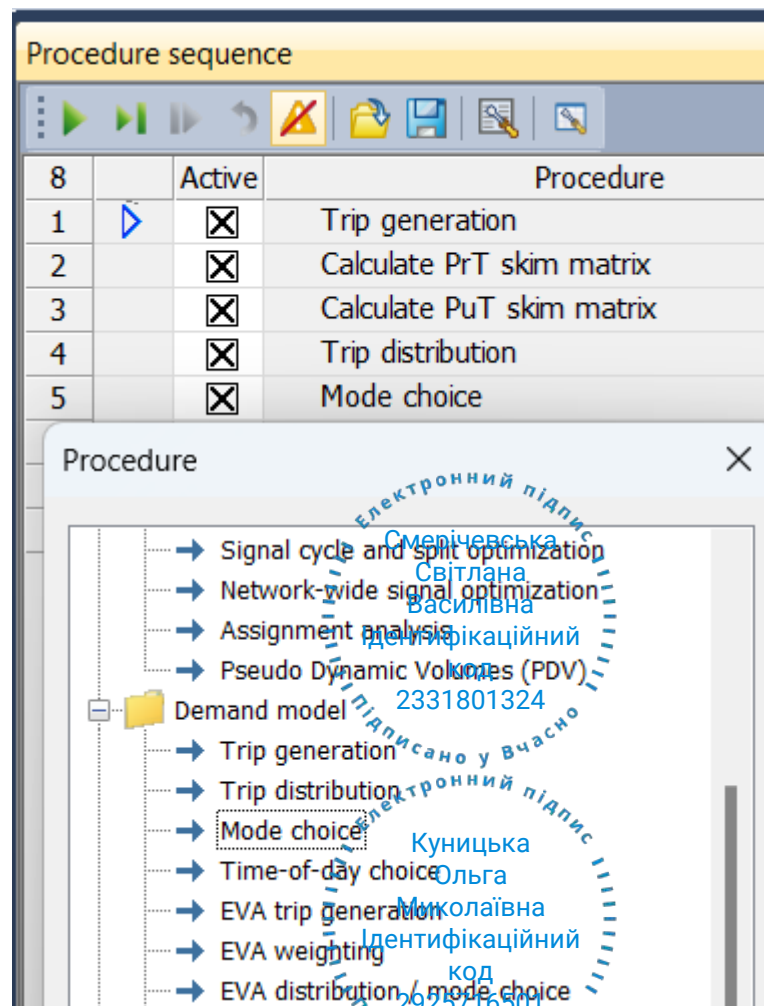 Procedure sequence
8 Active Procedure
1 Trip generation
2 Calculate PrT skim matrix
3 Calculate PuT skim matrix
4 Trip distribution
5 Mode choice
Procedure
Signal cycle and split optimization
Network-wide signal optimization
Assignment analysis
Pseudo Dynamic Volumes (PDV)
Demand model
Trip generation
Trip distribution
Mode choice
Time-of-day choice
EVA trip generation
EVA weighting
EVA distribution / mode choice
Електронний підпис
Смерічевська
Світлана
Василівна
Ідентифікаційний
код
2331801324
Підписано у Вчасно
Електронний підпис
Куницька
Ольга
Миколаївна
Ідентифікаційний
код